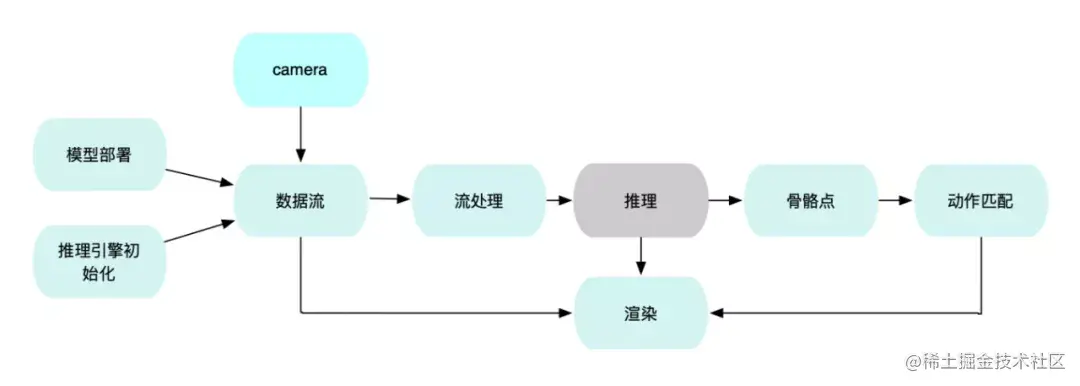 camera
模型部署
数据流
流处理
推理
骨骼点
动作匹配
推理引擎初
始化
渲染
@稀土掘金技术社区